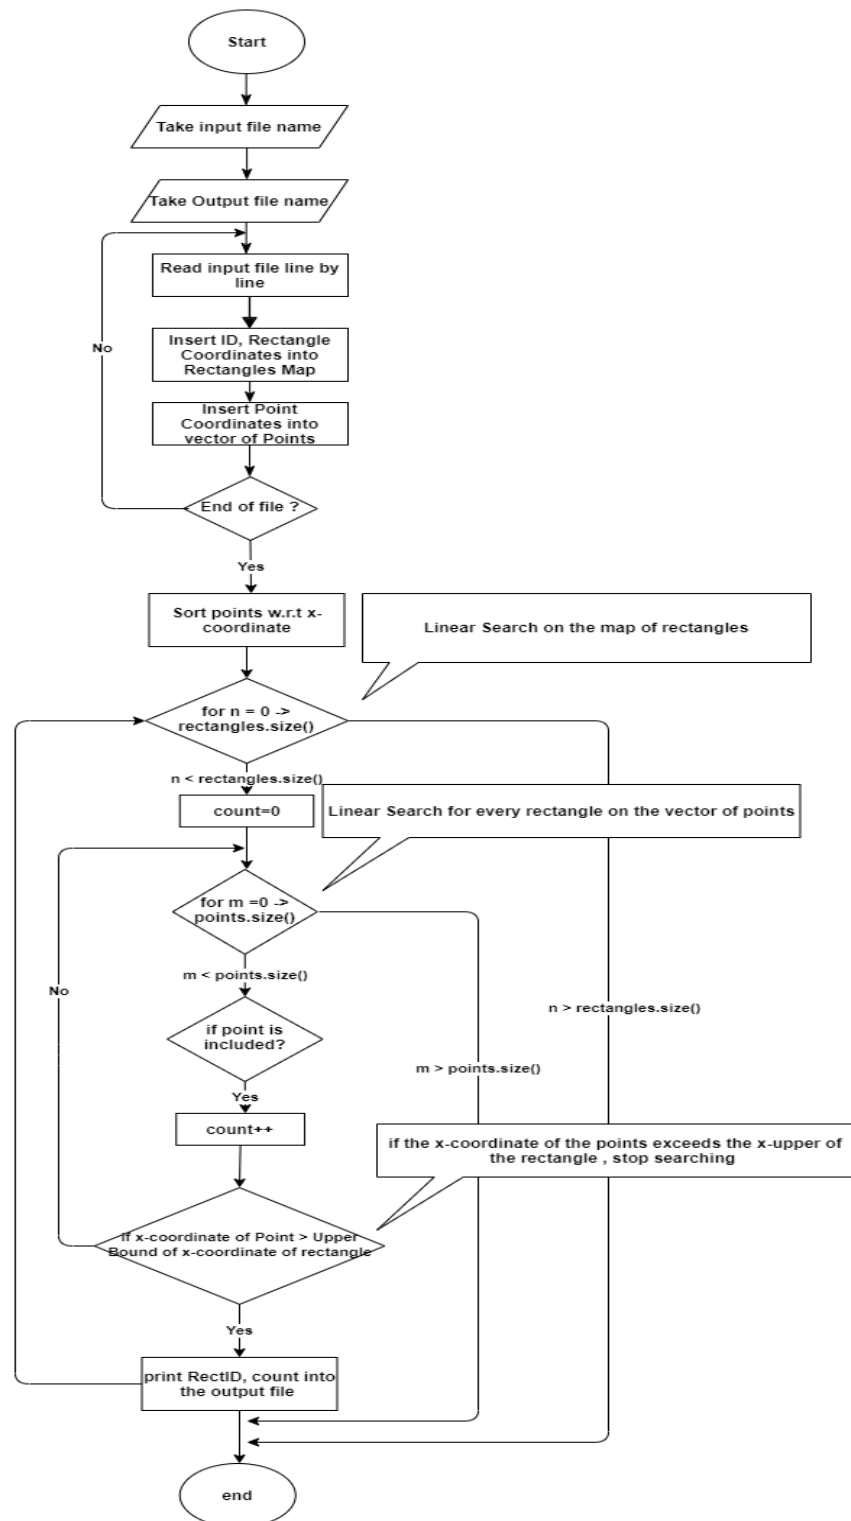 Start
Take input file name
Take Output file name
Read input file line by
line
No
Insert ID, Rectangle
Coordinates into
Rectangles Map
Insert Point
Coordinates into
vector of Points
End of file ?
Yes
Sort points w.r.t x-
coordinate
Linear Search on the map of rectangles
for n = 0 ->
rectangles.size()
n < rectangles.size()
count=0
Linear Search for every rectangle on the vector of points
for m =0 ->
points.size()
m < points.size()
No
n > rectangles.size()
if point is
included?
m > points.size()
Yes
count++
if the x-coordinate of the points exceeds the x-upper of
the rectangle , stop searching
If x-coordinate of Point > Upper
Bound of x-coordinate of rectangle
Yes
print RectID, count into
the output file
end